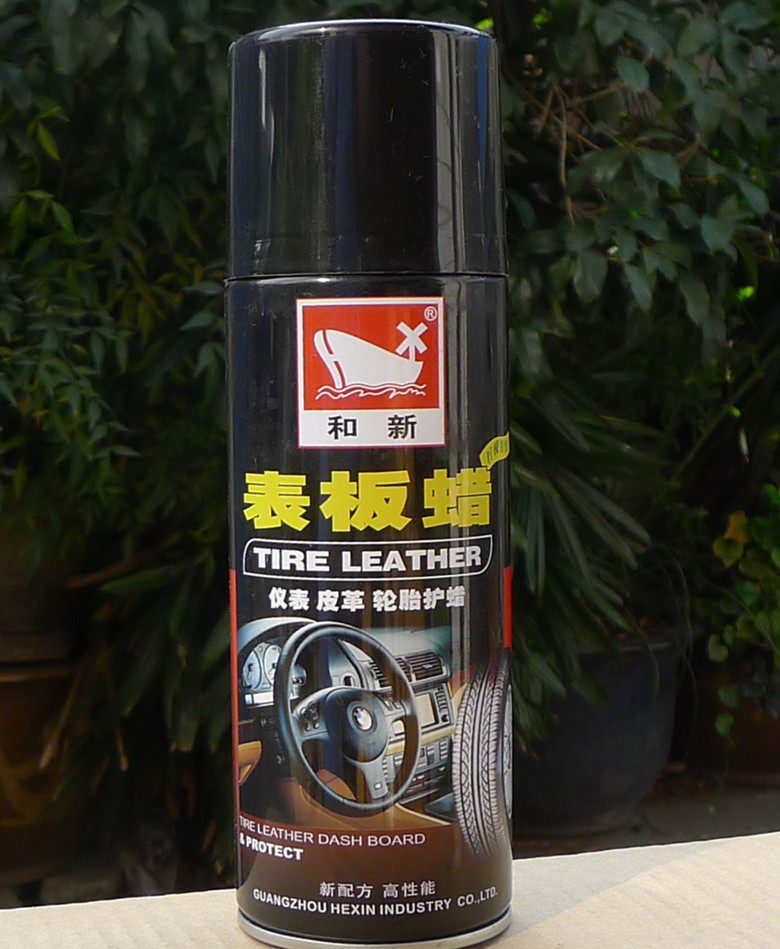 ®
和新
表板蜡
TIRE LEATHER
仪表 皮革 轮胎护蜡
TIRE LEATHER DASH BOARD
& PROTECT
新配方 高性能
GUANGZHOU HEXIN INDUSTRY CO.,LTD.